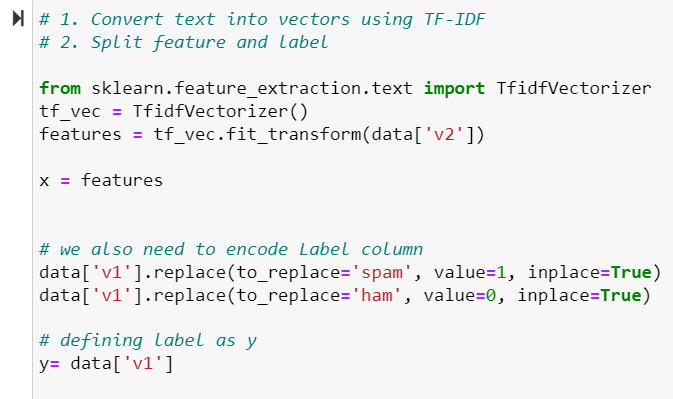 # 1. Convert text into vectors using TF-IDF
# 2. Split feature and label
from sklearn.feature_extraction.text import TfidfVectorizer
tf_vec = TfidfVectorizer()
features = tf_vec.fit_transform(data['v2'])
x = features
# we also need to encode Label column
data['v1'].replace(to_replace='spam', value=1, inplace=True)
data['v1'].replace(to_replace='ham', value=0, inplace=True)
# defining label as y
y= data['v1']